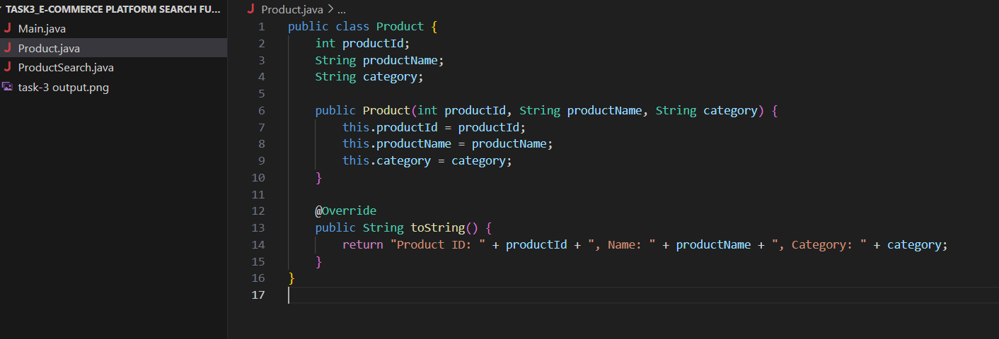 TASK3_E-COMMERCE PLATFORM SEARCH FU...
Main.java
Product.java
ProductSearch.java
task-3 output.png
Product.java > ...
1 public class Product {
2     int productId;
3     String productName;
4     String category;
5
6     public Product(int productId, String productName, String category) {
7         this.productId = productId;
8         this.productName = productName;
9         this.category = category;
10     }
11
12     @Override
13     public String toString() {
14         return "Product ID: " + productId + ", Name: " + productName + ", Category: " + category;
15     }
16 }
17